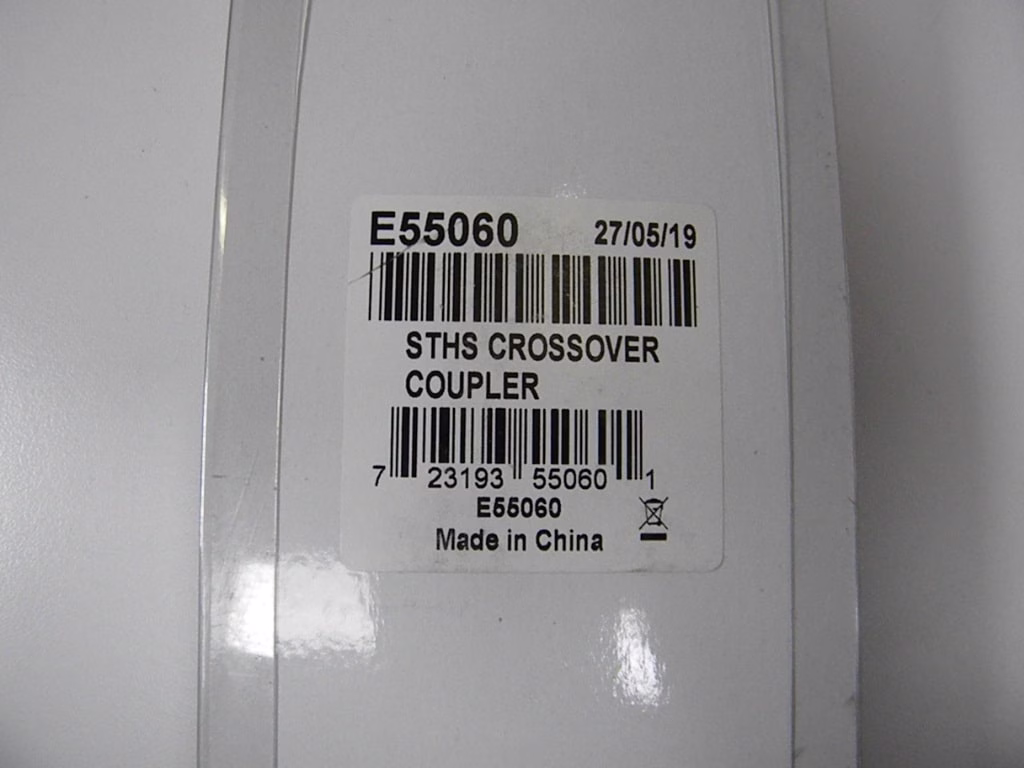 E55060 27/05/19
STHS CROSSOVER
COUPLER
7 23193 55060 1
E55060
Made in China